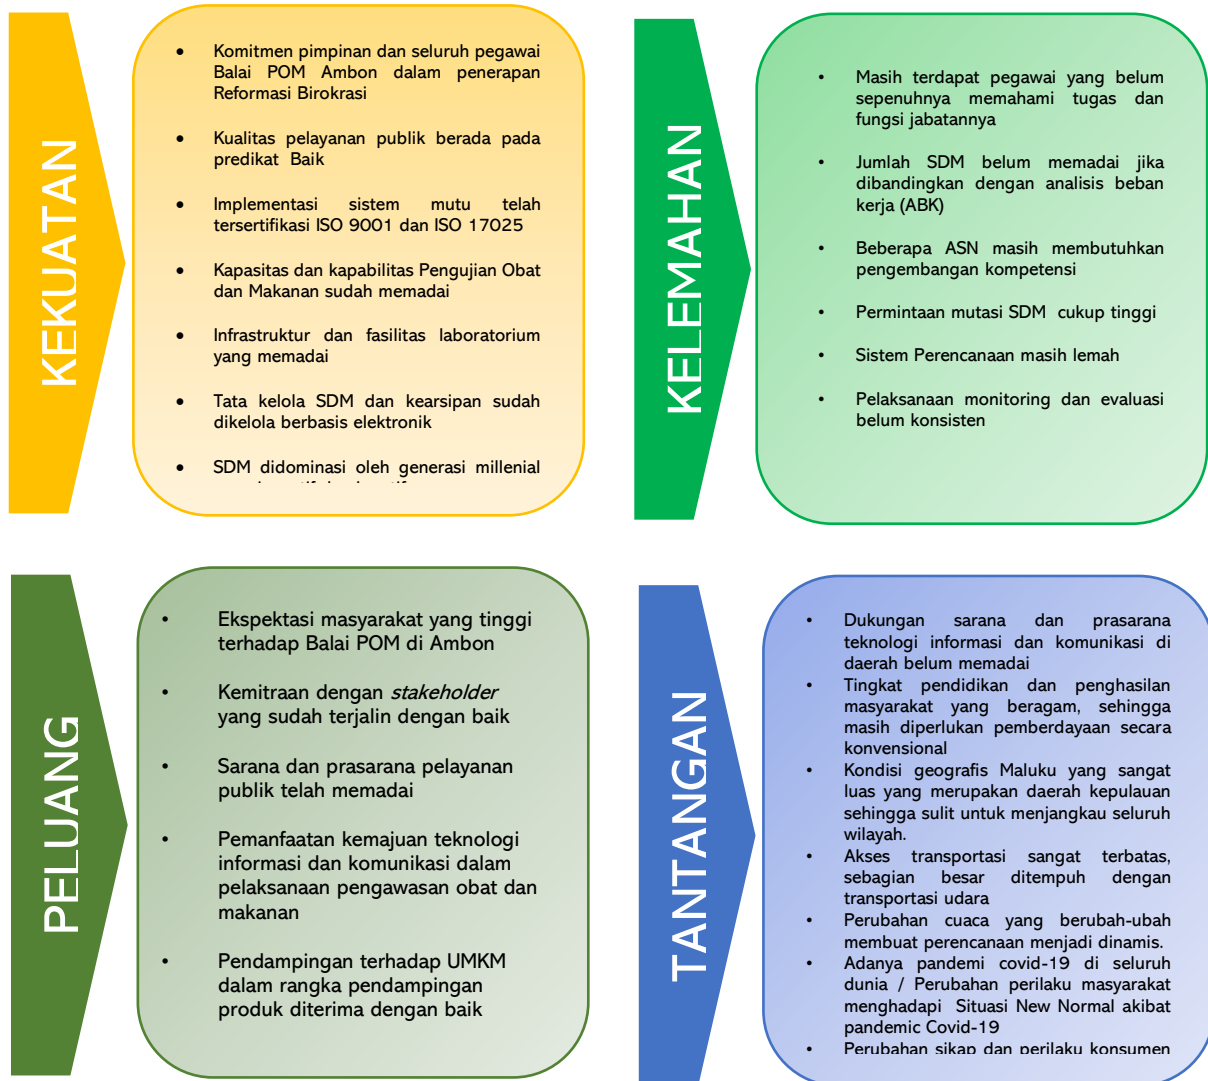 KEKUATAN
• Komitmen pimpinan dan seluruh pegawai
Balai POM Ambon dalam penerapan
Reformasi Birokrasi
• Kualitas pelayanan publik berada pada
predikat Baik
• Implementasi sistem mutu telah
tersertifikasi ISO 9001 dan ISO 17025
• Kapasitas dan kapabilitas Pengujian Obat
dan Makanan sudah memadai
• Infrastruktur dan fasilitas laboratorium
yang memadai
• Tata kelola SDM dan kearsipan sudah
dikelola berbasis elektronik
• SDM didominasi oleh generasi millenial
KELEMAHAN
• Masih terdapat pegawai yang belum
sepenuhnya memahami tugas dan
fungsi jabatannya
• Jumlah SDM belum memadai jika
dibandingkan dengan analisis beban
kerja (ABK)
• Beberapa ASN masih membutuhkan
pengembangan kompetensi
• Permintaan mutasi SDM cukup tinggi
• Sistem Perencanaan masih lemah
• Pelaksanaan monitoring dan evaluasi
belum konsisten
PELUANG
• Ekspektasi masyarakat yang tinggi
terhadap Balai POM di Ambon
• Kemitraan dengan stakeholder
yang sudah terjalin dengan baik
• Sarana dan prasarana pelayanan
publik telah memadai
• Pemanfaatan kemajuan teknologi
informasi dan komunikasi dalam
pelaksanaan pengawasan obat dan
makanan
• Pendampingan terhadap UMKM
dalam rangka pendampingan
produk diterima dengan baik
TANTANGAN
• Dukungan sarana dan prasarana
teknologi informasi dan komunikasi di
daerah belum memadai
• Tingkat pendidikan dan penghasilan
masyarakat yang beragam, sehingga
masih diperlukan pemberdayaan secara
konvensional
• Kondisi geografis Maluku yang sangat
luas yang merupakan daerah kepulauan
sehingga sulit untuk menjangkau seluruh
wilayah.
• Akses transportasi sangat terbatas,
sebagian besar ditempuh dengan
transportasi udara
• Perubahan cuaca yang berubah-ubah
membuat perencanaan menjadi dinamis.
• Adanya pandemi covid-19 di seluruh
dunia / Perubahan perilaku masyarakat
menghadapi Situasi New Normal akibat
pandemic Covid-19
• Perubahan sikap dan perilaku konsumen